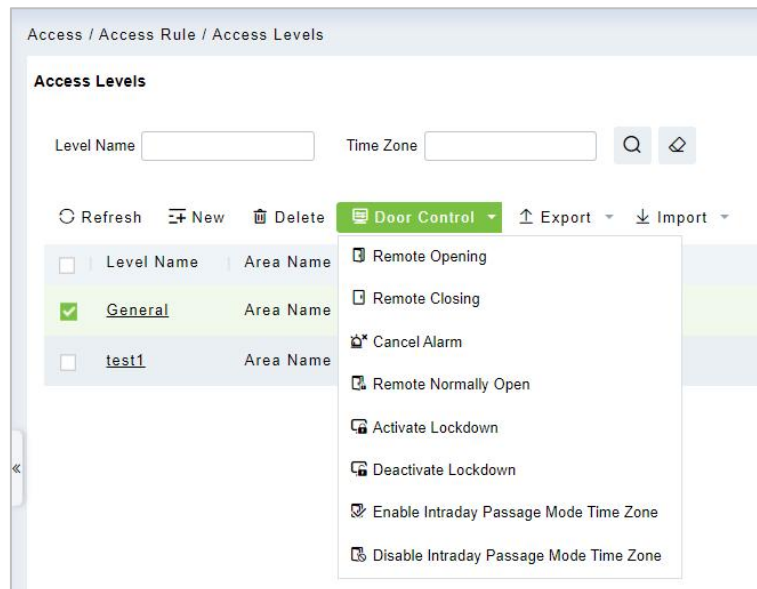 Access / Access Rule / Access Levels
Access Levels
Level Name
Time Zone
Refresh New Delete Door Control Export Import
Level Name Area Name
General Area Name
test1 Area Name
Remote Opening
Remote Closing
Cancel Alarm
Remote Normally Open
Activate Lockdown
Deactivate Lockdown
Enable Intraday Passage Mode Time Zone
Disable Intraday Passage Mode Time Zone